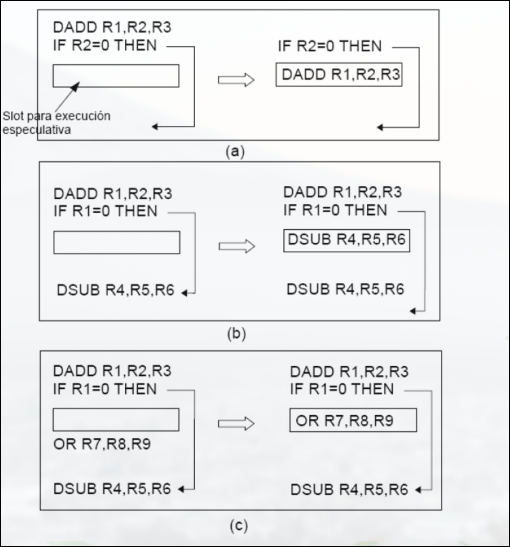 DADD R1,R2,R3
IF R2=0 THEN
Slot para execución
especulativa
IF R2=0 THEN
DADD R1,R2,R3
(a)
DADD R1,R2,R3
IF R1=0 THEN
DSUB R4,R5,R6
DADD R1,R2,R3
IF R1=0 THEN
DSUB R4,R5,R6
DSUB R4,R5,R6
(b)
DADD R1,R2,R3
IF R1=0 THEN
OR R7,R8,R9
DSUB R4,R5,R6
DADD R1,R2,R3
IF R1=0 THEN
OR R7,R8,R9
DSUB R4,R5,R6
(c)